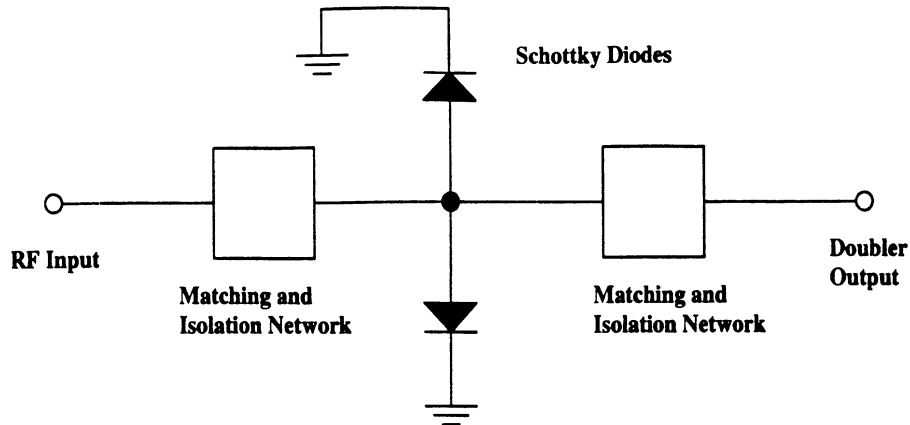 Schottky Diodes
RF Input
Matching and
Isolation Network
Matching and
Isolation Network
Doubler
Output